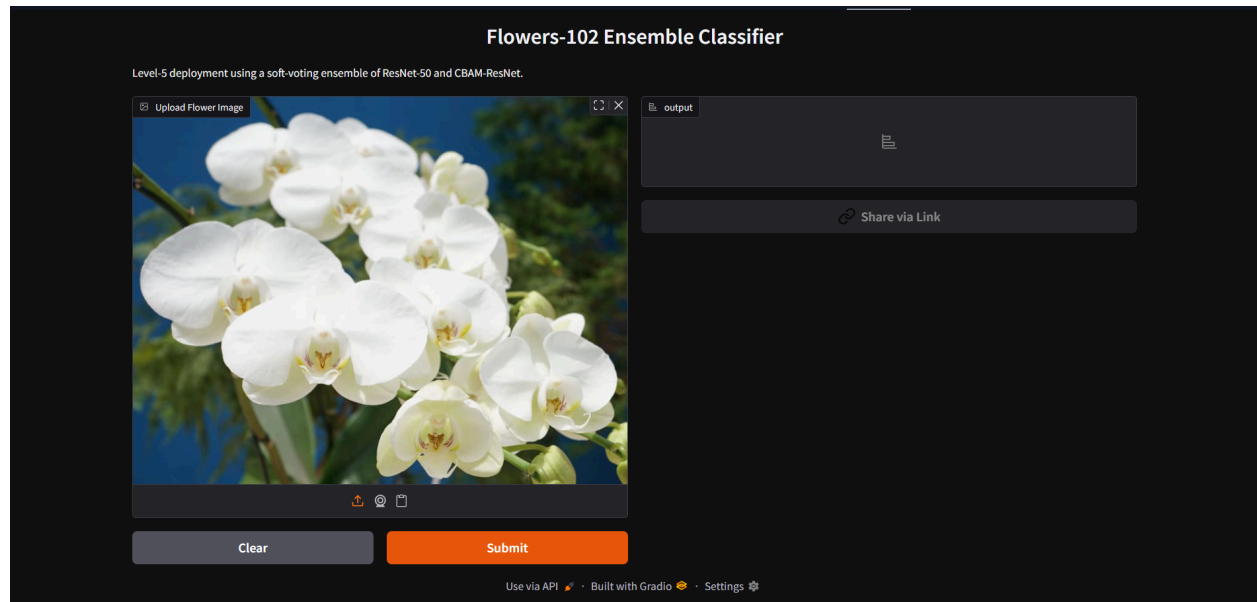 Flowers-102 Ensemble Classifier
Level-5 deployment using a soft-voting ensemble of ResNet-50 and CBAM-ResNet.
Upload Flower Image
output
Share via Link
Clear
Submit
Use via API · Built with Gradio · Settings